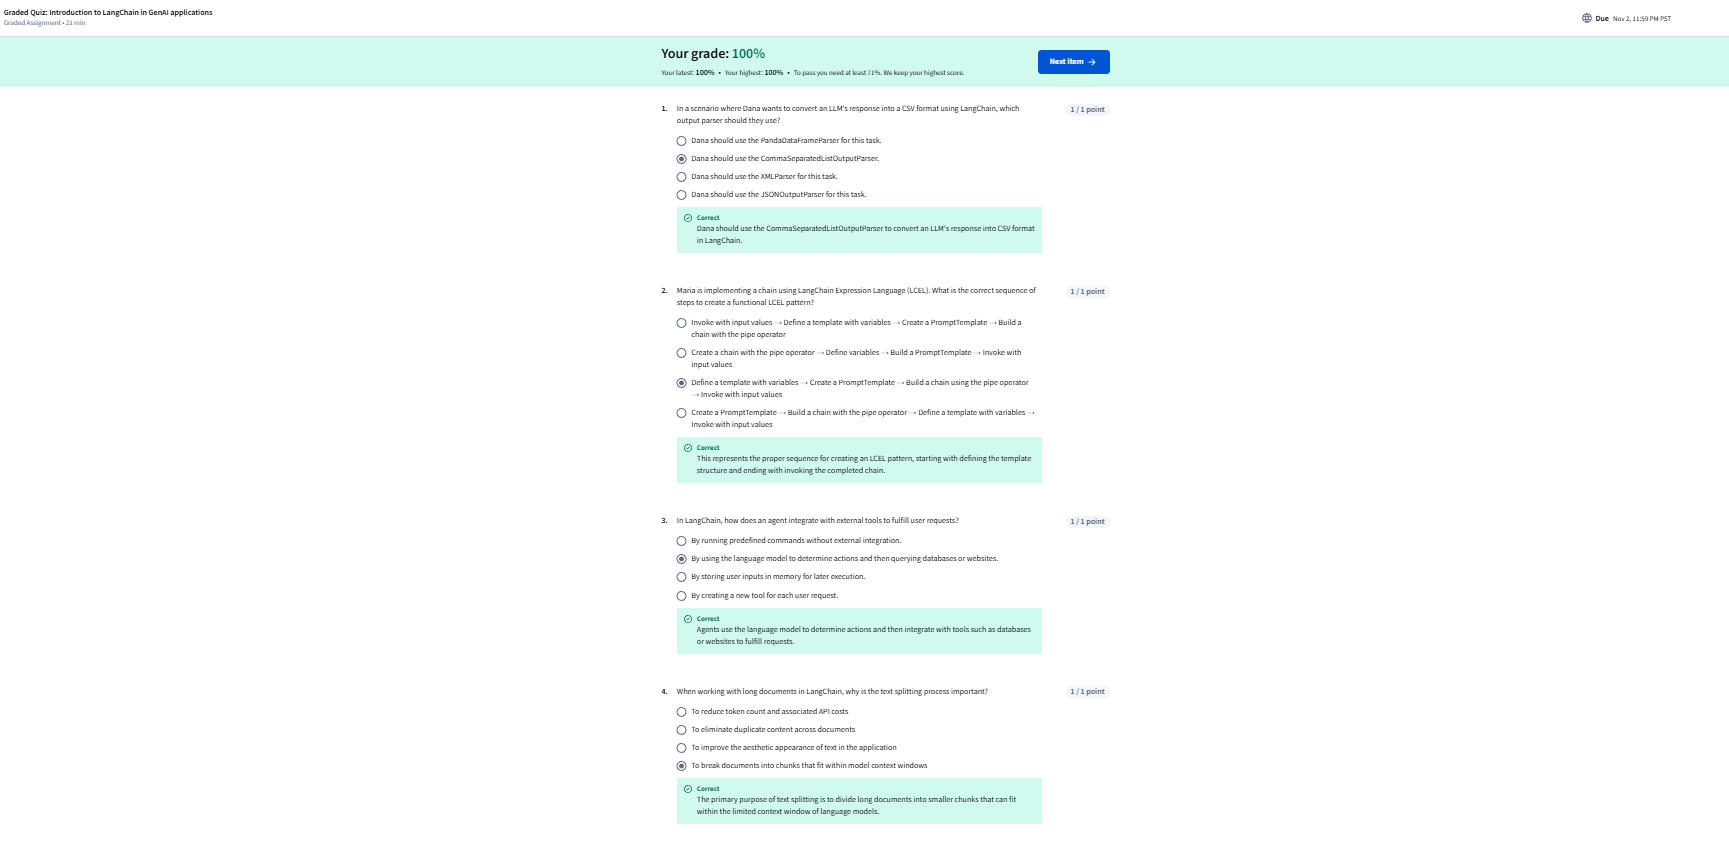 Graded Quiz: Introduction to LangChain in GenAI applications
Graded Assignment • 21 min
Due Nov 2, 11:59 PM PST
Your grade: 100%
Your latest: 100% • Your highest: 100% • To pass you need at least 71%. We keep your highest score.
Next item →
1. In a scenario where Dana wants to convert an LLM's response into a CSV format using LangChain, which
output parser should they use?
1 / 1 point
Dana should use the PandaDataFrameParser for this task.
Dana should use the CommaSeparatedListOutputParser.
Dana should use the XMLParser for this task.
Dana should use the JSONOutputParser for this task.
Correct
Dana should use the CommaSeparatedListOutputParser to convert an LLM's response into CSV format
in LangChain.
2. Maria is implementing a chain using LangChain Expression Language (LCEL). What is the correct sequence of
steps to create a functional LCEL pattern?
1 / 1 point
Invoke with input values → Define a template with variables → Create a PromptTemplate → Build a
chain with the pipe operator
Create a chain with the pipe operator → Define variables → Build a PromptTemplate → Invoke with
input values
Define a template with variables → Create a PromptTemplate → Build a chain using the pipe operator
→ Invoke with input values
Create a PromptTemplate → Build a chain with the pipe operator → Define a template with variables →
Invoke with input values
Correct
This represents the proper sequence for creating an LCEL pattern, starting with defining the template
structure and ending with invoking the completed chain.
3. In LangChain, how does an agent integrate with external tools to fulfill user requests?
1 / 1 point
By running predefined commands without external integration.
By using the language model to determine actions and then querying databases or websites.
By storing user inputs in memory for later execution.
By creating a new tool for each user request.
Correct
Agents use the language model to determine actions and then integrate with tools such as databases
or websites to fulfill requests.
4. When working with long documents in LangChain, why is the text splitting process important?
1 / 1 point
To reduce token count and associated API costs
To eliminate duplicate content across documents
To improve the aesthetic appearance of text in the application
To break documents into chunks that fit within model context windows
Correct
The primary purpose of text splitting is to divide long documents into smaller chunks that can fit
within the limited context window of language models.